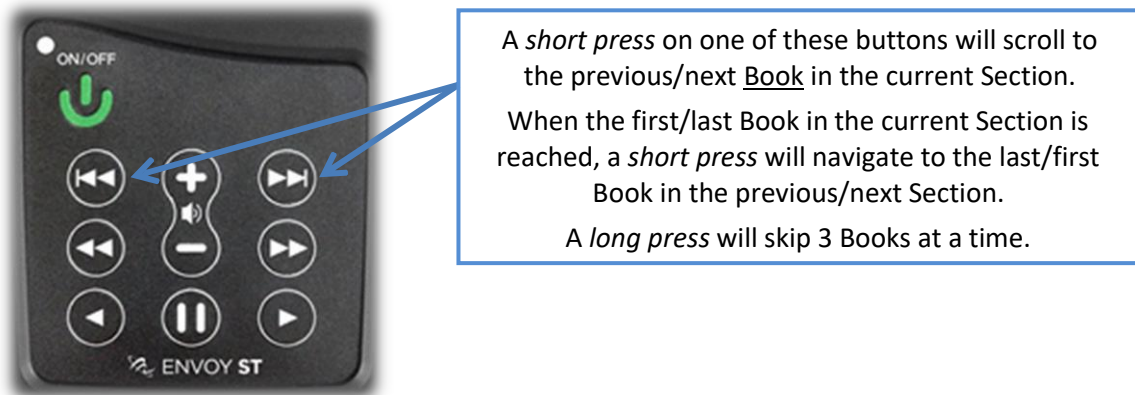 ON/OFF
ENVOY ST
A short press on one of these buttons will scroll to
the previous/next Book in the current Section.
When the first/last Book in the current Section is
reached, a short press will navigate to the last/first
Book in the previous/next Section.
A long press will skip 3 Books at a time.